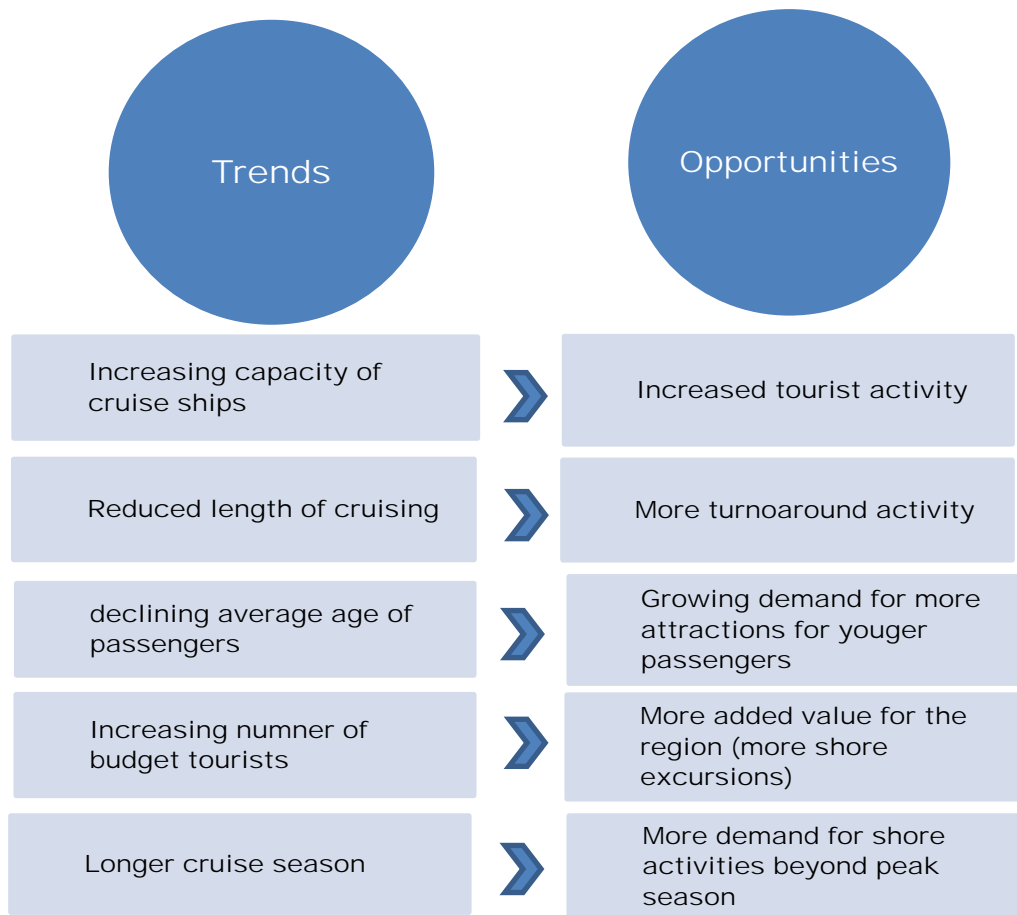 Trends
Opportunities
Increasing capacity of
cruise ships
Increased tourist activity
Reduced length of cruising
More turnoaround activity
declining average age of
passengers
Growing demand for more
attractions for youger
passengers
Increasing numner of
budget tourists
More added value for the
region (more shore
excursions)
Longer cruise season
More demand for shore
activities beyond peak
season